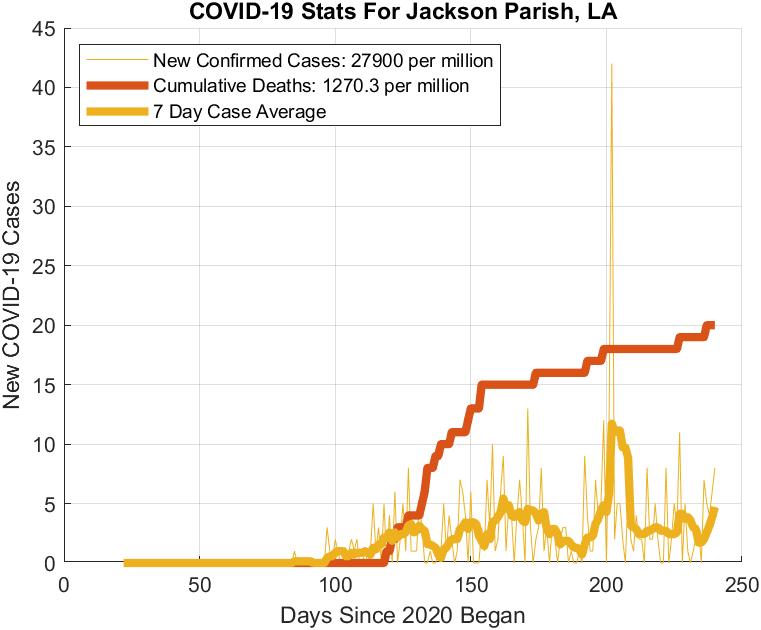 COVID-19 Stats For Jackson Parish, LA
New Confirmed Cases: 27900 per million
Cumulative Deaths: 1270.3 per million
7 Day Case Average
New COVID-19 Cases
45
40
35
30
25
20
15
10
5
0
0 50 100 150 200 250
Days Since 2020 Began